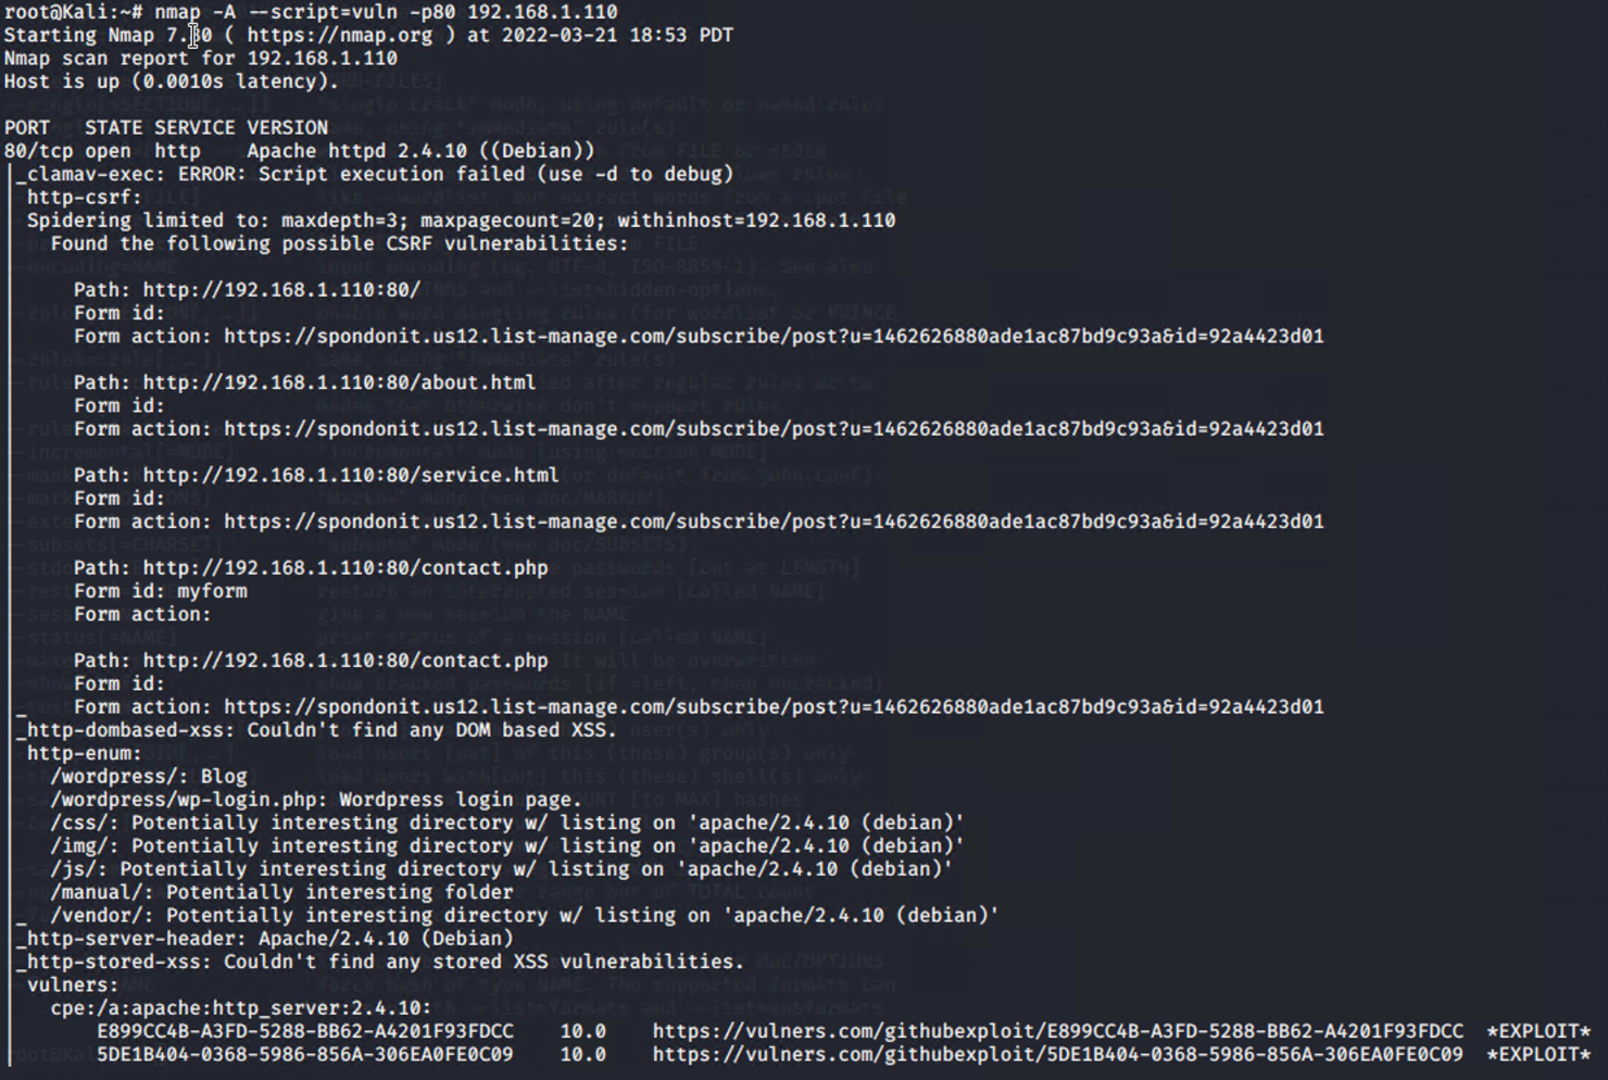 root@Kali:~# nmap -A --script=vuln -p80 192.168.1.110
Starting Nmap 7.80 ( https://nmap.org ) at 2022-03-21 18:53 PDT
Nmap scan report for 192.168.1.110
Host is up (0.0010s latency).
PORT   STATE SERVICE VERSION
80/tcp open  http    Apache httpd 2.4.10 ((Debian))
|_clamav-exec: ERROR: Script execution failed (use -d to debug)
| http-csrf:
| Spidering limited to: maxdepth=3; maxpagecount=20; withinhost=192.168.1.110
|   Found the following possible CSRF vulnerabilities:
|
|     Path: http://192.168.1.110:80/
|     Form id:
|     Form action: https://spondonit.us12.list-manage.com/subscribe/post?u=1462626880ade1ac87bd9c93a&id=92a4423d01
|
|     Path: http://192.168.1.110:80/about.html
|     Form id:
|     Form action: https://spondonit.us12.list-manage.com/subscribe/post?u=1462626880ade1ac87bd9c93a&id=92a4423d01
|
|     Path: http://192.168.1.110:80/service.html
|     Form id:
|     Form action: https://spondonit.us12.list-manage.com/subscribe/post?u=1462626880ade1ac87bd9c93a&id=92a4423d01
|
|     Path: http://192.168.1.110:80/contact.php
|     Form id: myform
|     Form action:
|
|     Path: http://192.168.1.110:80/contact.php
|     Form id:
|_    Form action: https://spondonit.us12.list-manage.com/subscribe/post?u=1462626880ade1ac87bd9c93a&id=92a4423d01
|_http-dombased-xss: Couldn't find any DOM based XSS.
| http-enum:
|   /wordpress/: Blog
|   /wordpress/wp-login.php: Wordpress login page.
|   /css/: Potentially interesting directory w/ listing on 'apache/2.4.10 (debian)'
|   /img/: Potentially interesting directory w/ listing on 'apache/2.4.10 (debian)'
|   /js/: Potentially interesting directory w/ listing on 'apache/2.4.10 (debian)'
|   /manual/: Potentially interesting folder
|_  /vendor/: Potentially interesting directory w/ listing on 'apache/2.4.10 (debian)'
|_http-server-header: Apache/2.4.10 (Debian)
|_http-stored-xss: Couldn't find any stored XSS vulnerabilities.
| vulners:
|   cpe:/a:apache:http_server:2.4.10:
|       E899CC4B-A3FD-5288-BB62-A4201F93FDCC    10.0    https://vulners.com/githubexploit/E899CC4B-A3FD-5288-BB62-A4201F93FDCC  *EXPLOIT*
|       5DE1B404-0368-5986-856A-306EA0FE0C09    10.0    https://vulners.com/githubexploit/5DE1B404-0368-5986-856A-306EA0FE0C09  *EXPLOIT*